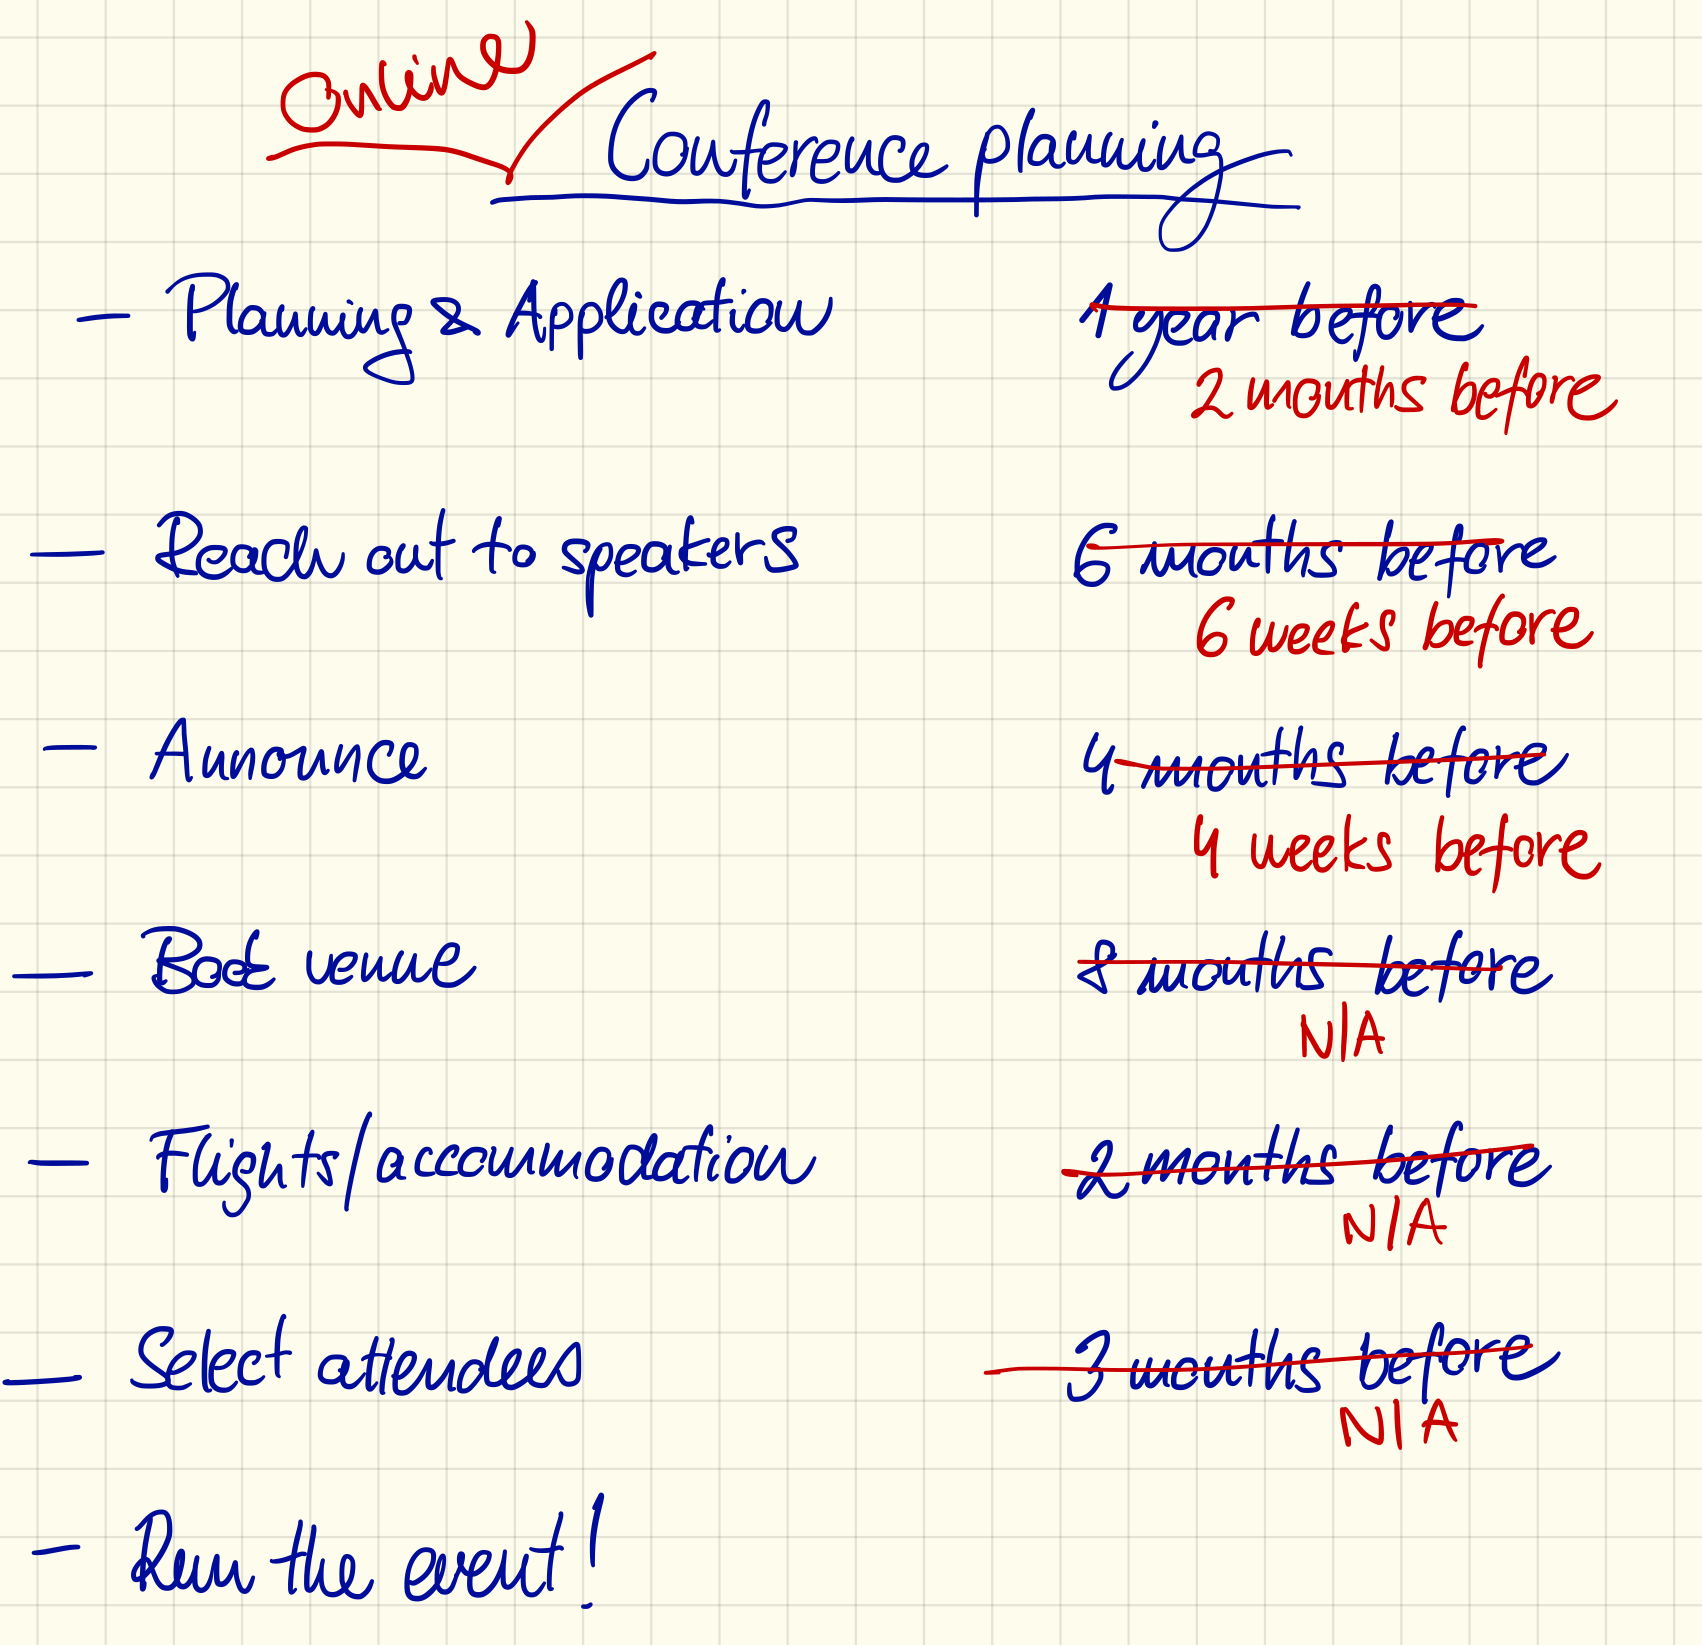 Online
Conference planning
- Planning & Application 1 year before
2 months before
- Reach out to speakers 6 months before
6 weeks before
- Announce 4 months before
4 weeks before
- Book venue 8 months before
N/A
- Flights/accommodation 2 months before
N/A
- Select attendees 3 months before
N/A
- Run the event!